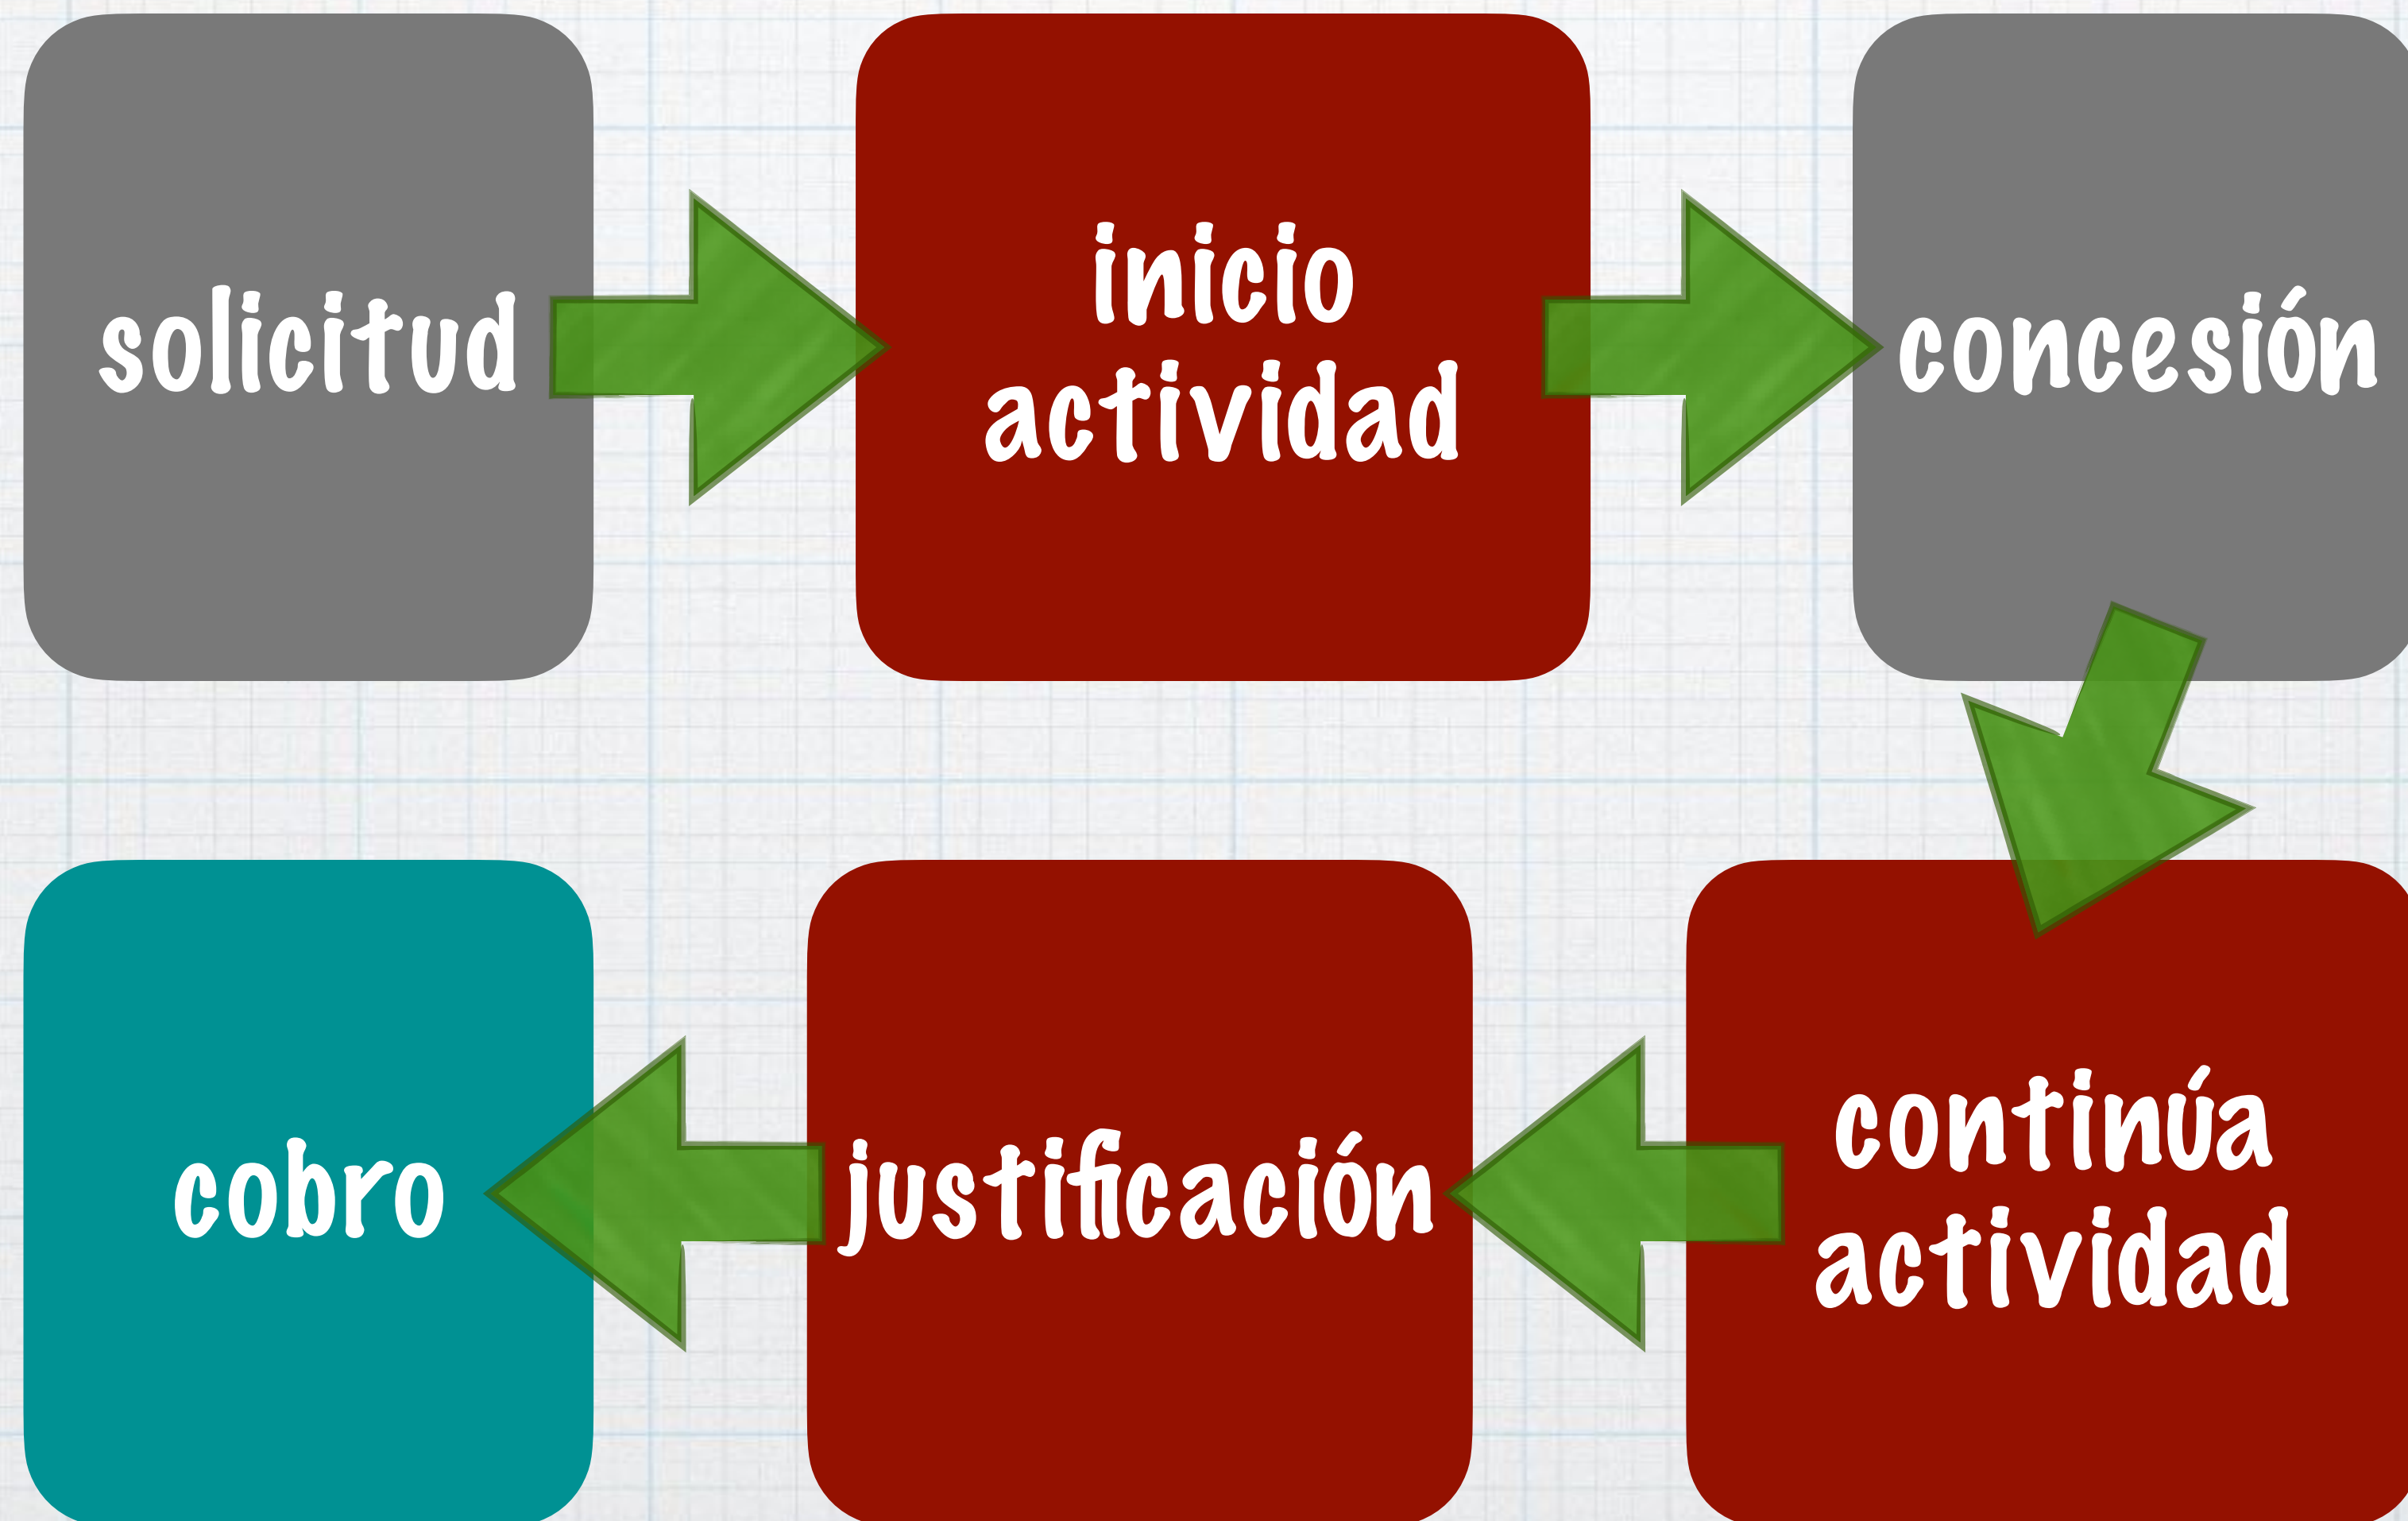 solicitud
inicio
actividad
concesión
continúa
actividad
justificación
cobro